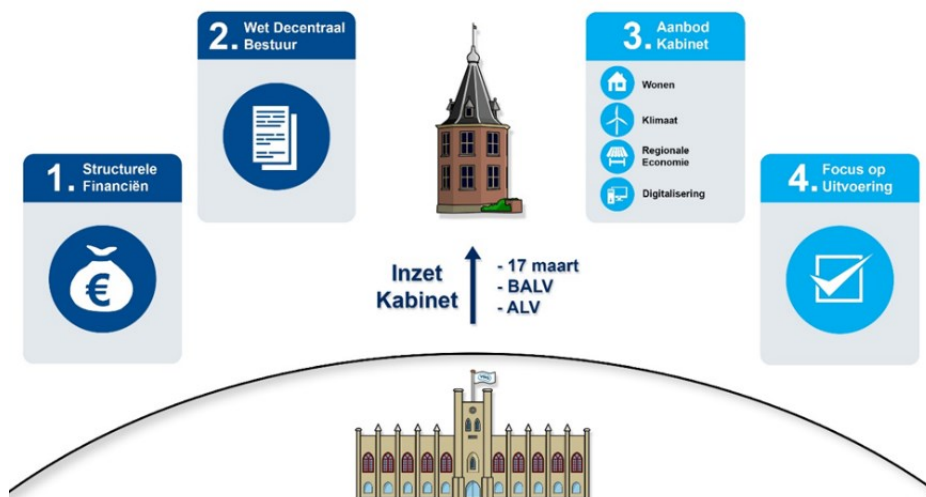 1. Structurele
Financiën
2. Wet Decentraal
Bestuur
3. Aanbod
Kabinet
Wonen
Klimaat
Regionale
Economie
Digitalisering
4. Focus op
Uitvoering
Inzet
Kabinet
- 17 maart
- BALV
- ALV